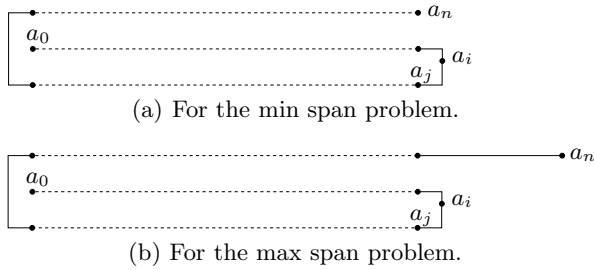 a_n
a_0
a_i
a_j
(a) For the min span problem.
a_n
a_0
a_i
a_j
(b) For the max span problem.